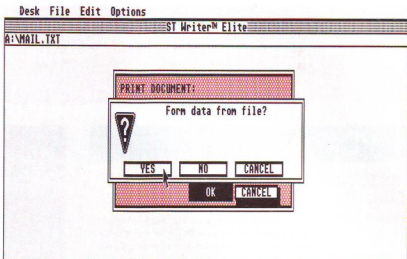 Desk File Edit Options
ST Writer™ Elite
A:\MAIL.TXT
PRINT DOCUMENT:
Form data from file?
?
YES NO CANCEL
OK CANCEL